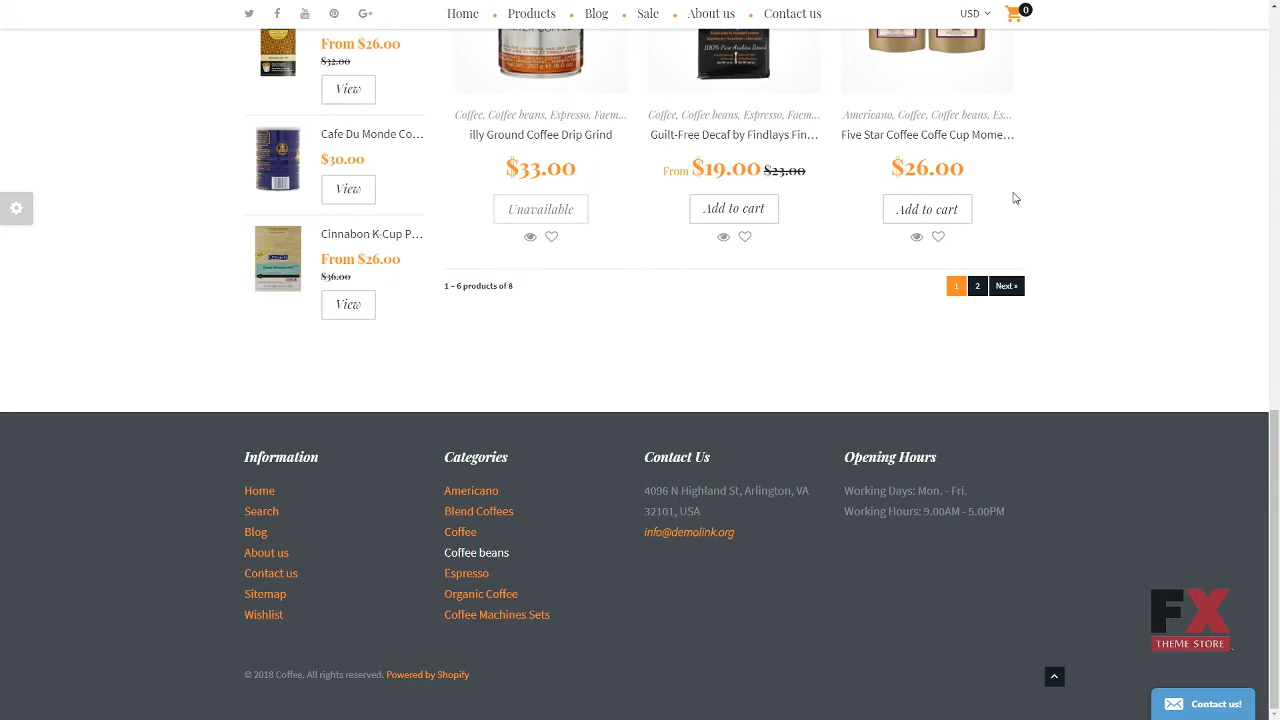 Home Products Blog Sale About us Contact us USD 0
From $26.00
$32.00
View
Cafe Du Monde Co...
$30.00
View
Cinnabon K-Cup P...
From $26.00
$36.00
View
Coffee, Coffee beans, Espresso, Faem...
illy Ground Coffee Drip Grind
$33.00
Unavailable
Coffee, Coffee beans, Espresso, Faem...
Guilt-Free Decaf by Findlays Fin...
From $19.00 $23.00
Add to cart
Americano, Coffee, Coffee beans, Es...
Five Star Coffee Coffe Gold Mome...
$26.00
Add to cart
100% Pure Arabica Bean
1 – 6 products of 8
1 2 Next »
Information
Home
Search
Blog
About us
Contact us
Sitemap
Wishlist
Categories
Americano
Blend Coffees
Coffee
Coffee beans
Espresso
Organic Coffee
Coffee Machines Sets
Contact Us
4096 N Highland St, Arlington, VA
32101, USA
info@demolink.org
Opening Hours
Working Days: Mon. - Fri.
Working Hours: 9.00AM - 5.00PM
FX
THEME STORE
© 2018 Coffee. All rights reserved. Powered by Shopify
Contact us!